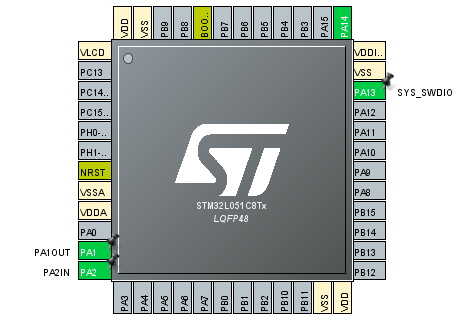 VDD
VSS
PB9
PB8
BOO..
PB7
PB6
PB5
PB4
PB3
PA15
PA14
VLCD
PC13
PC14..
PC15..
PH0-..
PH1-..
NRST
VSSA
VDDA
PA0
PA1OUT PA1
PA2IN PA2
ST
STM32L051C8Tx
LQFP48
VDDI..
VSS
PA13 SYS_SWDIO
PA12
PA11
PA10
PA9
PA8
PB15
PB14
PB13
PB12
PA3
PA4
PA5
PA6
PA7
PB0
PB1
PB2
PB10
PB11
VSS
VDD